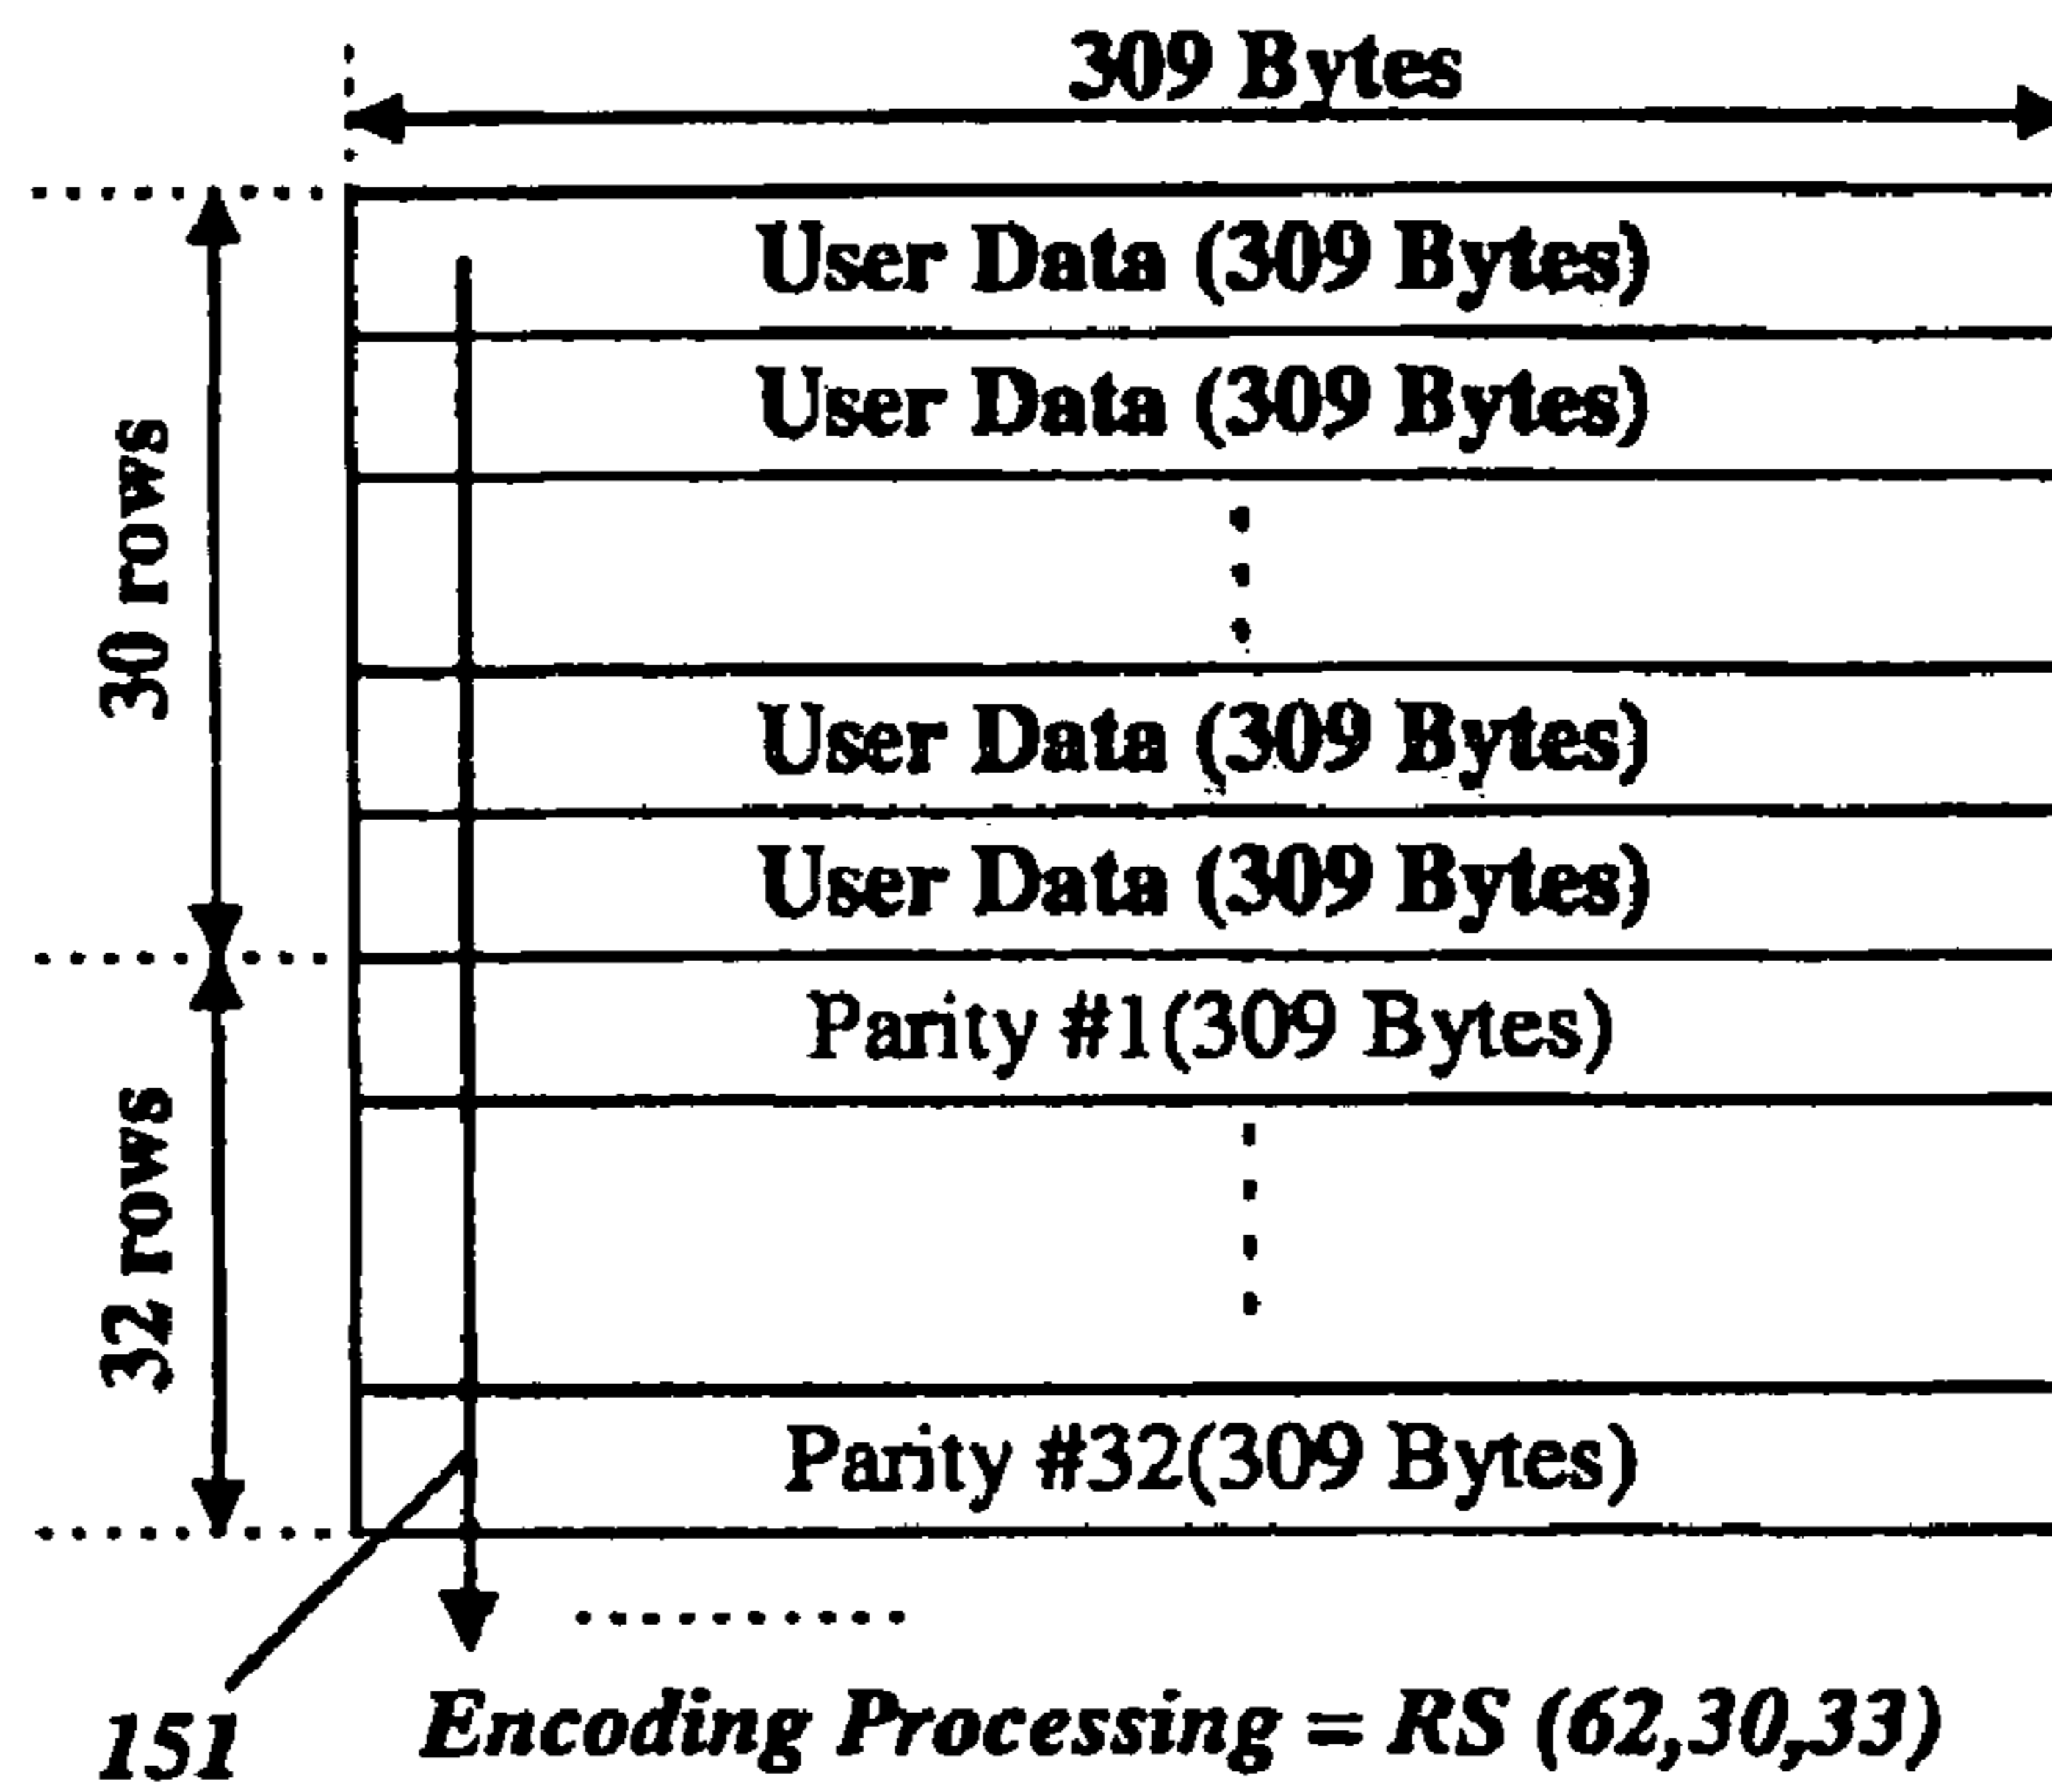 309 Bytes
User Data (309 Bytes)
User Data (309 Bytes)
30 rows
User Data (309 Bytes)
User Data (309 Bytes)
Parity #1(309 Bytes)
32 rows
Parity #32(309 Bytes)
151
Encoding Processing = RS (62,30,33)